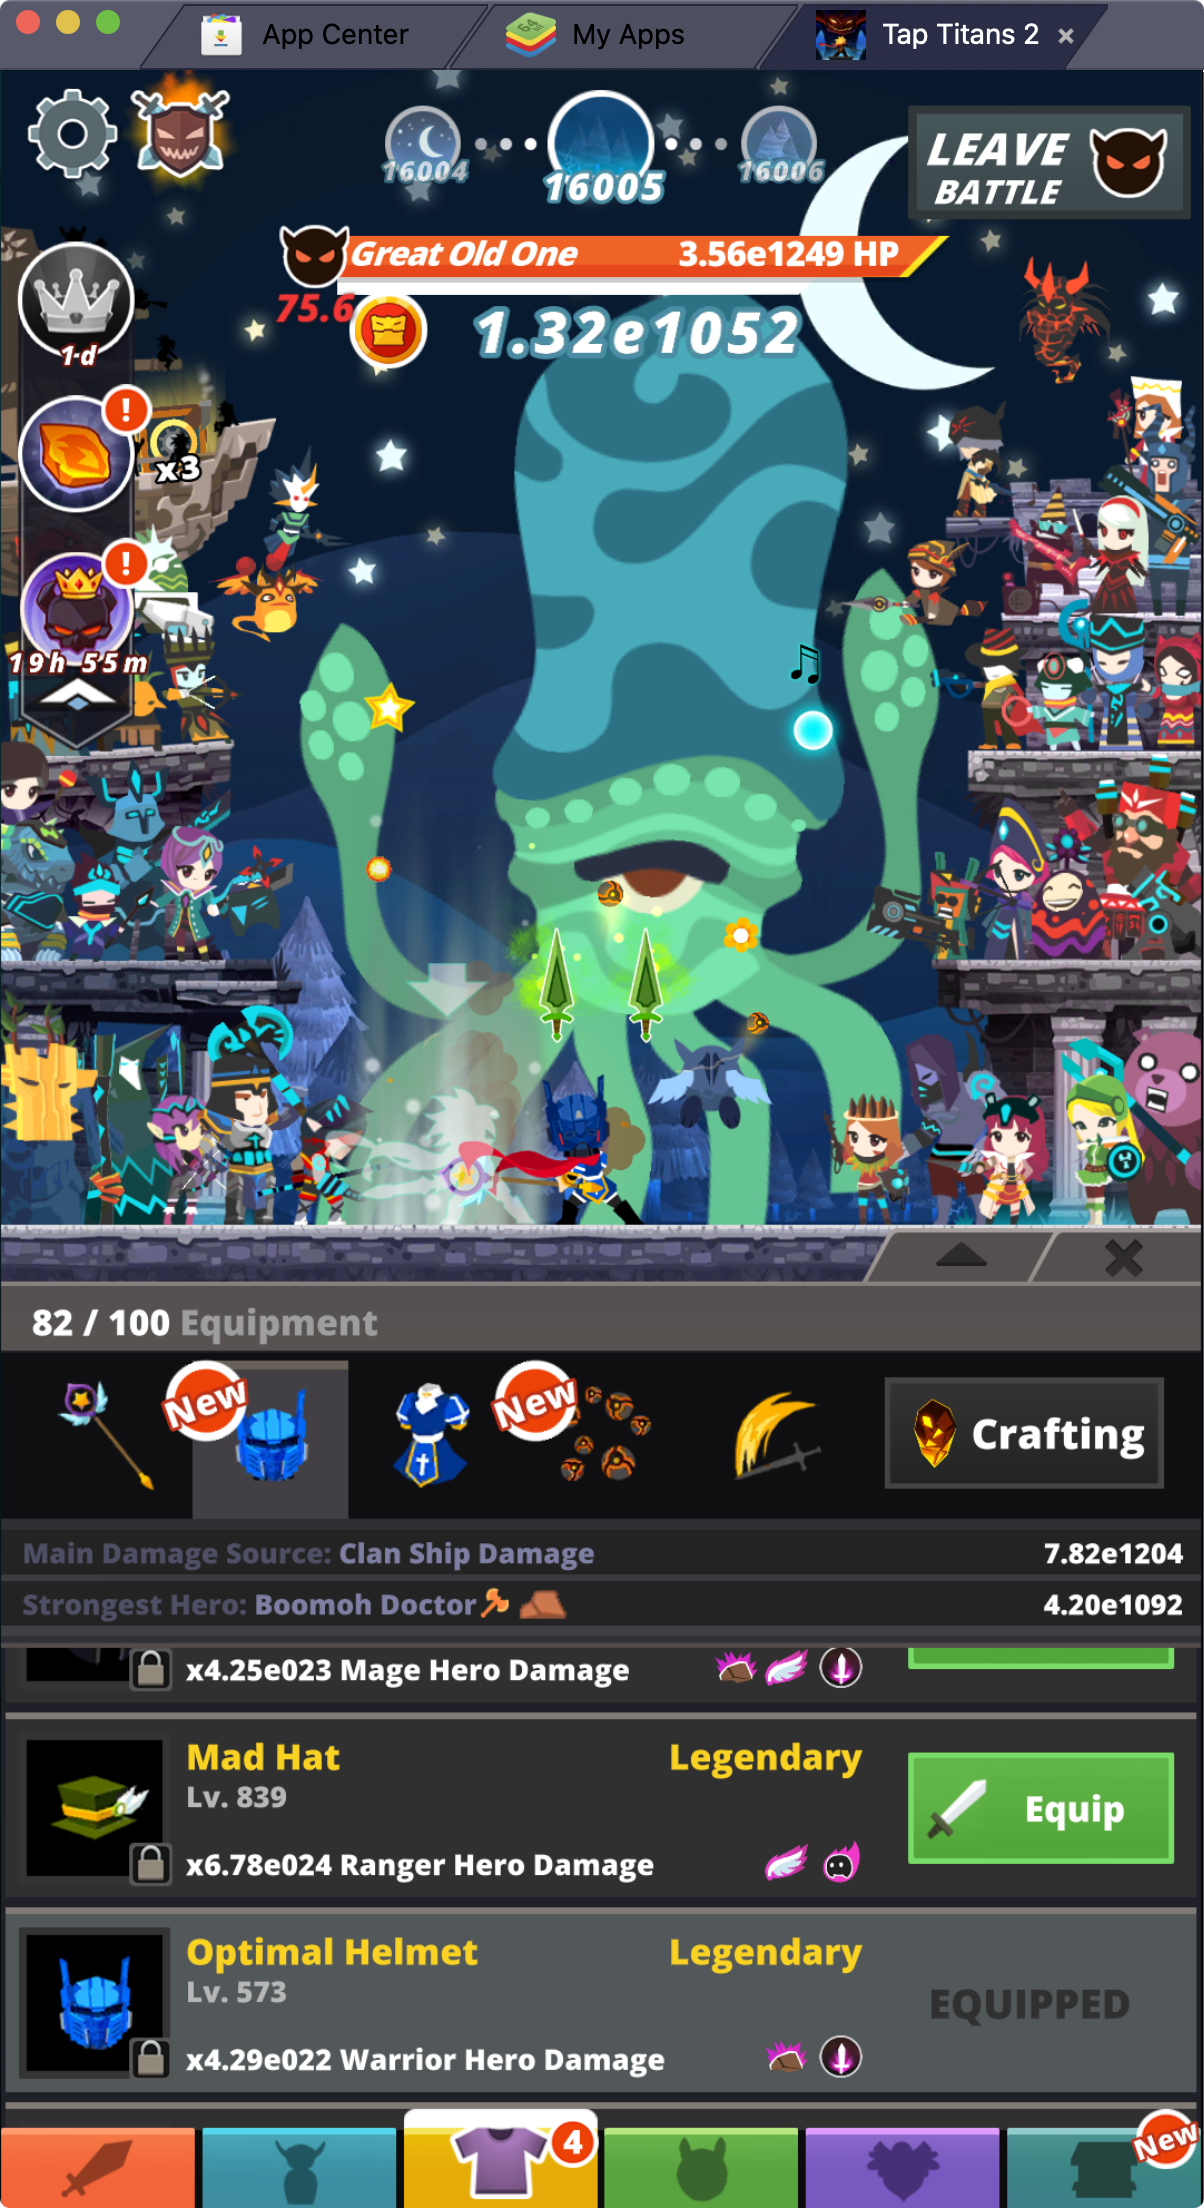 App Center
My Apps
Tap Titans 2
16004
16005
16006
LEAVE
BATTLE
Great Old One
3.56e1249 HP
75.6
1.32e1052
1d
!
x3
!
19h 55m
82 / 100 Equipment
New
New
Crafting
Main Damage Source: Clan Ship Damage
7.82e1204
Strongest Hero: Boomoh Doctor
4.20e1092
x4.25e023 Mage Hero Damage
Mad Hat
Legendary
Lv. 839
Equip
x6.78e024 Ranger Hero Damage
Optimal Helmet
Legendary
Lv. 573
EQUIPPED
x4.29e022 Warrior Hero Damage
4
New